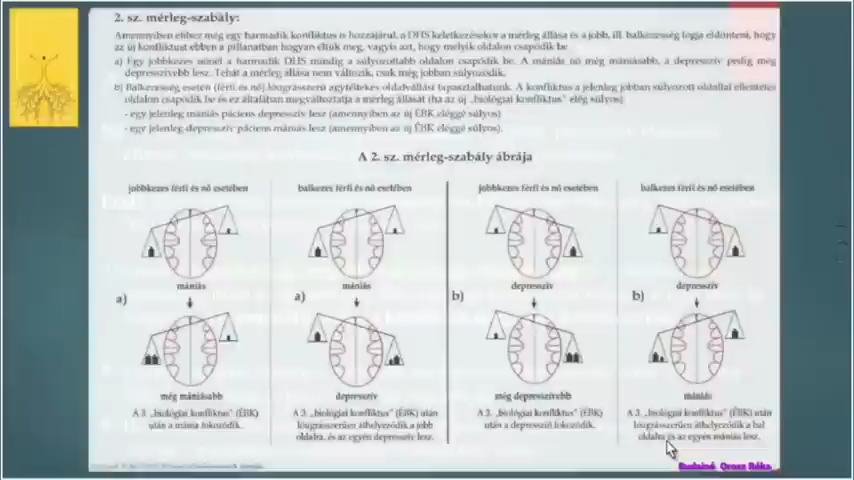 2. sz. mérleg-szabály:
Amennyiben ehhez még egy harmadik konfliktus is hozzájárul, a DHS keletkezésekor a mérleg állása és a jobb, ill. balkezesség fogja eldönteni, hogy
az új konfliktust ebben a pillanatban hogyan éljük meg, vagyis azt, hogy melyik oldalon csapódik be
a) Egy jobbkezes nőnél a harmadik DHS mindig a súlyozottabb oldalon csapódik be. A mániás nő még mániásabb, a depresszív pedig még
depresszívebb lesz. Tehát a mérleg állása nem változik, csak még jobban súlyozódik.
b) Balkezesség esetén (férfi és nő) lóugrásszerű agyféltekés oldalváltást tapasztalhatunk. A konfliktus a jelenleg jobban súlyozott oldallal ellentétes
oldalon csapódik be és ez általában megváltoztatja a mérleg állását (ha az új „biológiai konfliktus" elég súlyos)
- egy jelenleg mániás páciens depresszív lesz (amennyiben az új ÉBK eléggé súlyos)
- egy jelenleg depresszív páciens mániás lesz (amennyiben az új ÉBK eléggé súlyos).
A 2. sz. mérleg-szabály ábrája
jobbkezes férfi és nő esetében
balkezes férfi és nő esetében
jobbkezes férfi és nő esetében
balkezes férfi és nő esetében
mániás
mániás
depresszív
depresszív
a)
a)
b)
b)
még mániásabb
depresszív
még depresszívebb
mániás
A 3. „biológiai konfliktus" (ÉBK)
után a mánia fokozódik.
A 3. „biológiai konfliktus" (ÉBK) után
lóugrásszerűen áthelyeződik a jobb
oldalra, és az egyén depresszív lesz.
A 3. „biológiai konfliktus" (ÉBK)
után a depresszió fokozódik.
A 3. „biológiai konfliktus" (ÉBK) után
lóugrásszerűen áthelyeződik a bal
oldalra és az egyén mániás lesz.
Budainé Orosz Réka